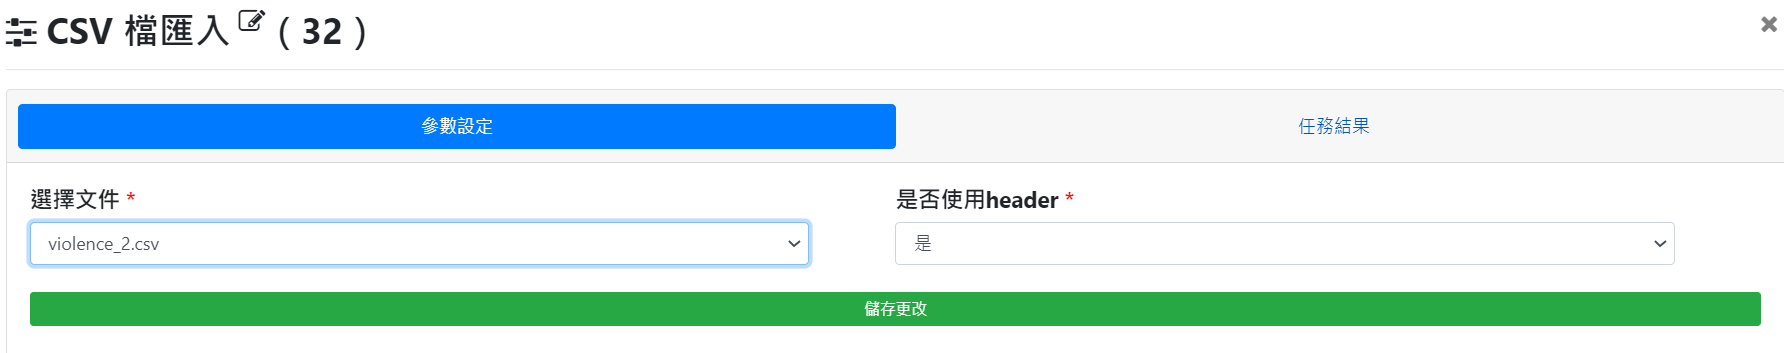 CSV 檔匯入 ( 32 )
參數設定 任務結果
選擇文件 * 是否使用header *
violence_2.csv 是
儲存更改